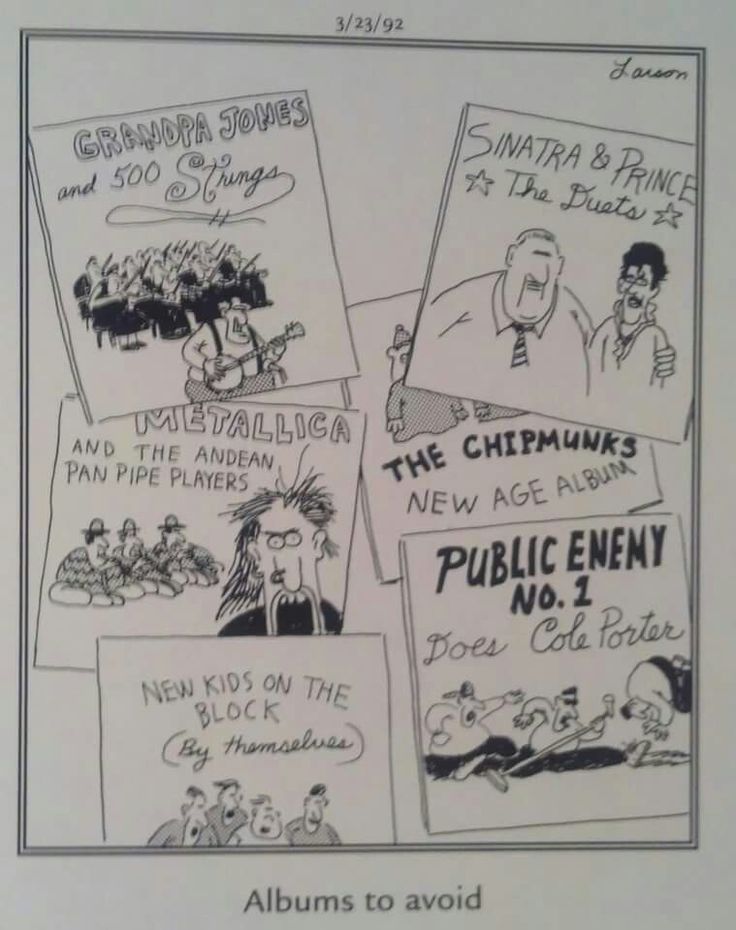 3/23/92
Larson
GRANDPA JONES
and 500 Strings
SINATRA & PRINCE
☆ The Duets ☆
METALLICA
AND THE ANDEAN
PAN PIPE PLAYERS
THE CHIPMUNKS
NEW AGE ALBUM
PUBLIC ENEMY
NO. 1
Does Cole Porter
NEW KIDS ON THE
BLOCK
(By themselves)
Albums to avoid